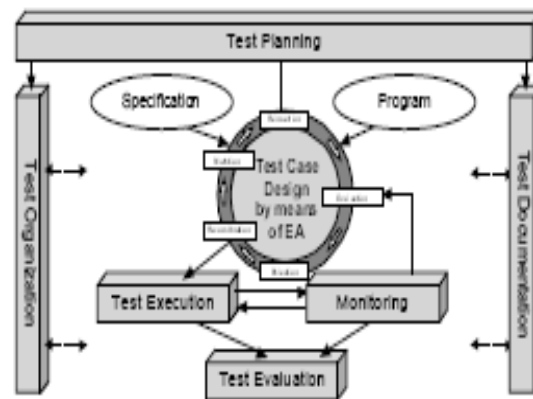 Test Planning
Specification
Program
Test Case
Design
by means
of EA
Test Organization
Test Documentation
Test Execution
Monitoring
Test Evaluation